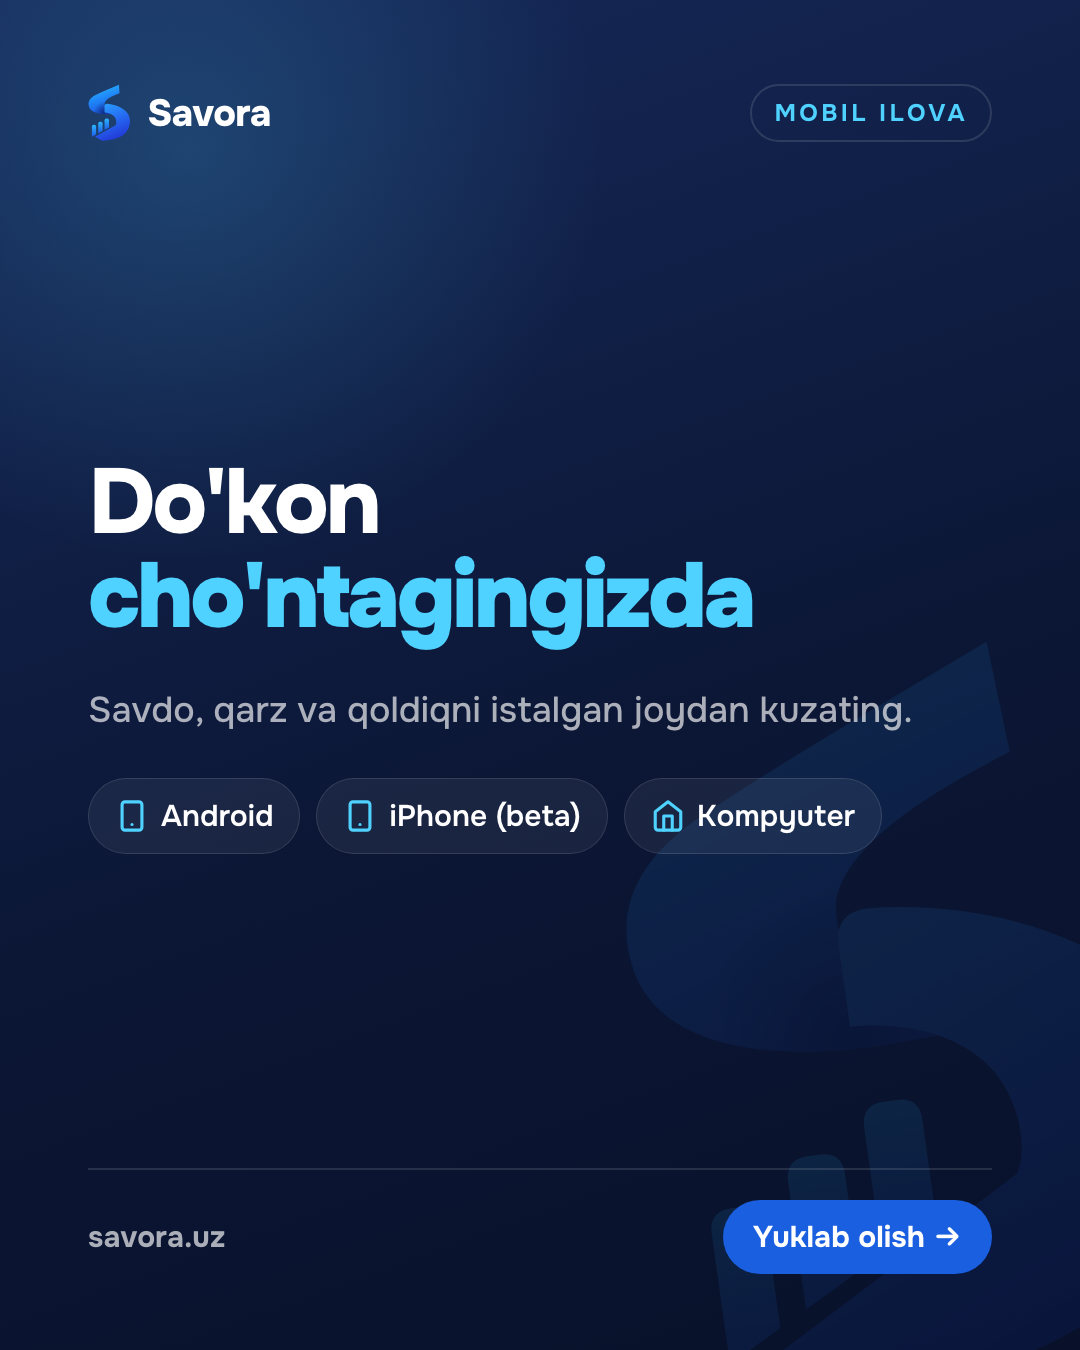 Savora
MOBIL ILOVA
Do'kon
cho'ntagingizda
Savdo, qarz va qoldiqni istalgan joydan kuzating.
Android
iPhone (beta)
Kompyuter
savora.uz
Yuklab olish →